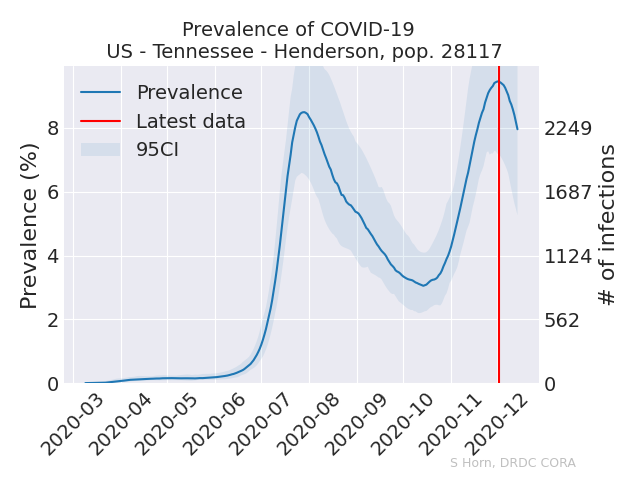 Prevalence of COVID-19
US - Tennessee - Henderson, pop. 28117
Prevalence
Latest data
95CI
Prevalence (%)
8
6
4
2
0
2249
1687
1124
562
0
# of infections
2020-03
2020-04
2020-05
2020-06
2020-07
2020-08
2020-09
2020-10
2020-11
2020-12
S Horn, DRDC CORA